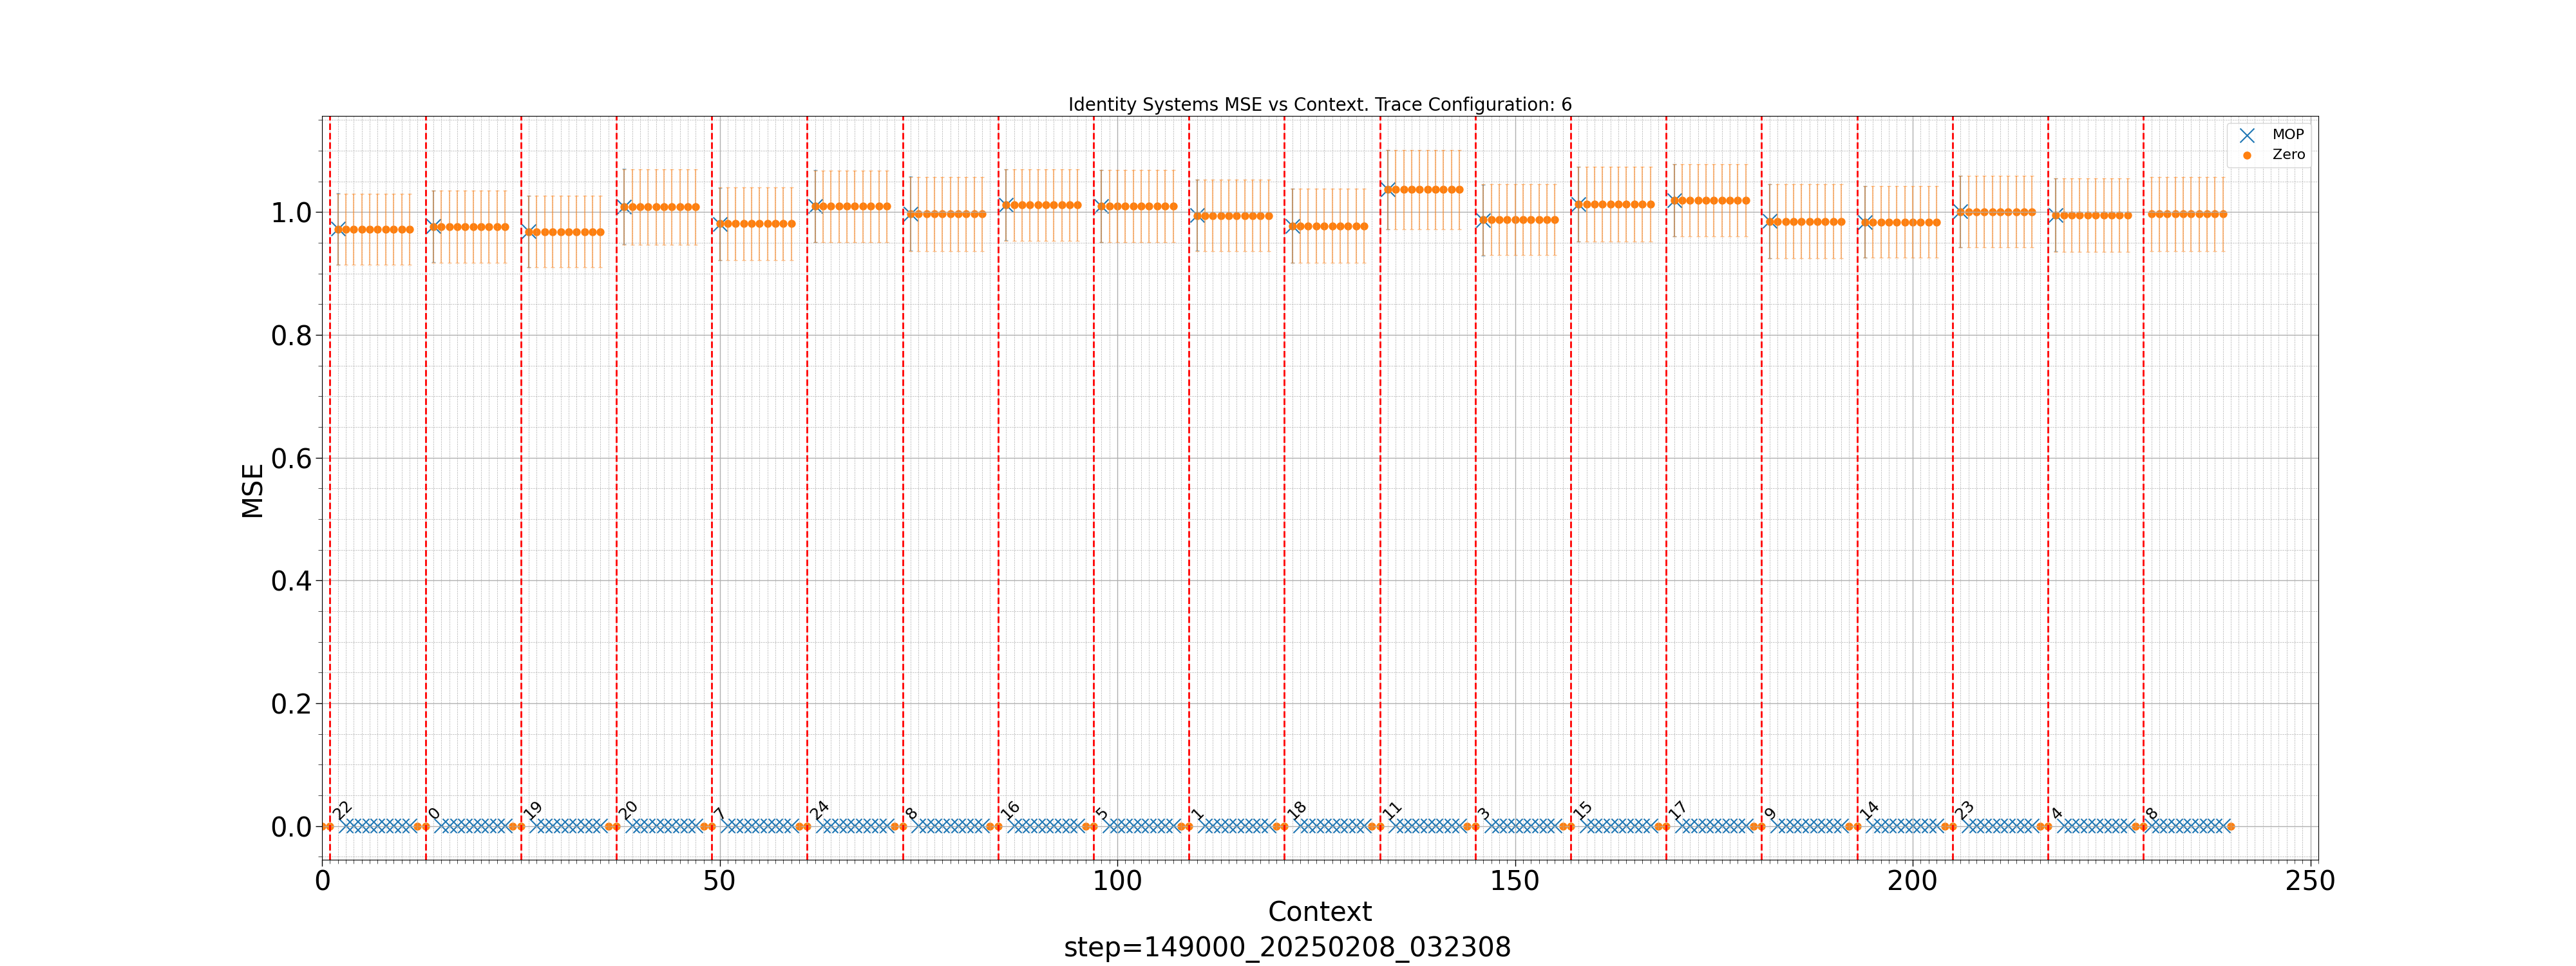 Identity Systems MSE vs Context. Trace Configuration: 6
MOP
Zero
1.0
0.8
0.6
0.4
0.2
0.0
MSE
22 0 19 20 7 24 8 16 5 1 18 11 3 15 17 9 14 23 4 8
0 50 100 150 200 250
Context
step=149000_20250208_032308